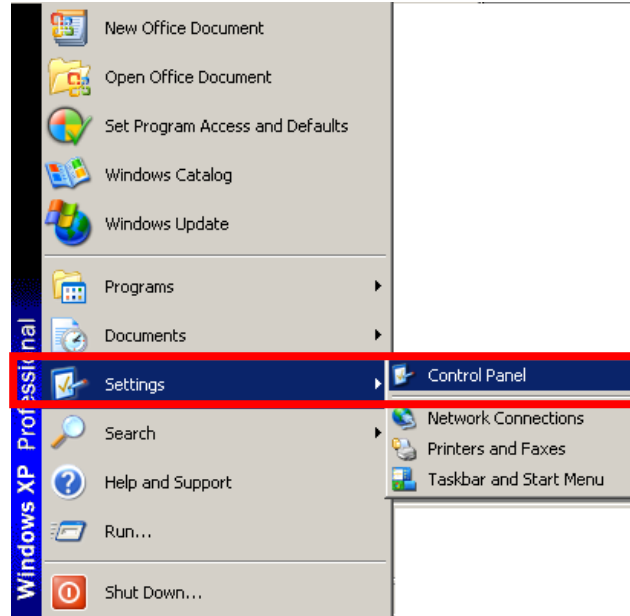 New Office Document
Open Office Document
Set Program Access and Defaults
Windows Catalog
Windows Update
Programs
Documents
Settings
Control Panel
Network Connections
Printers and Faxes
Taskbar and Start Menu
Search
Help and Support
Run...
Shut Down...
Windows XP Professional